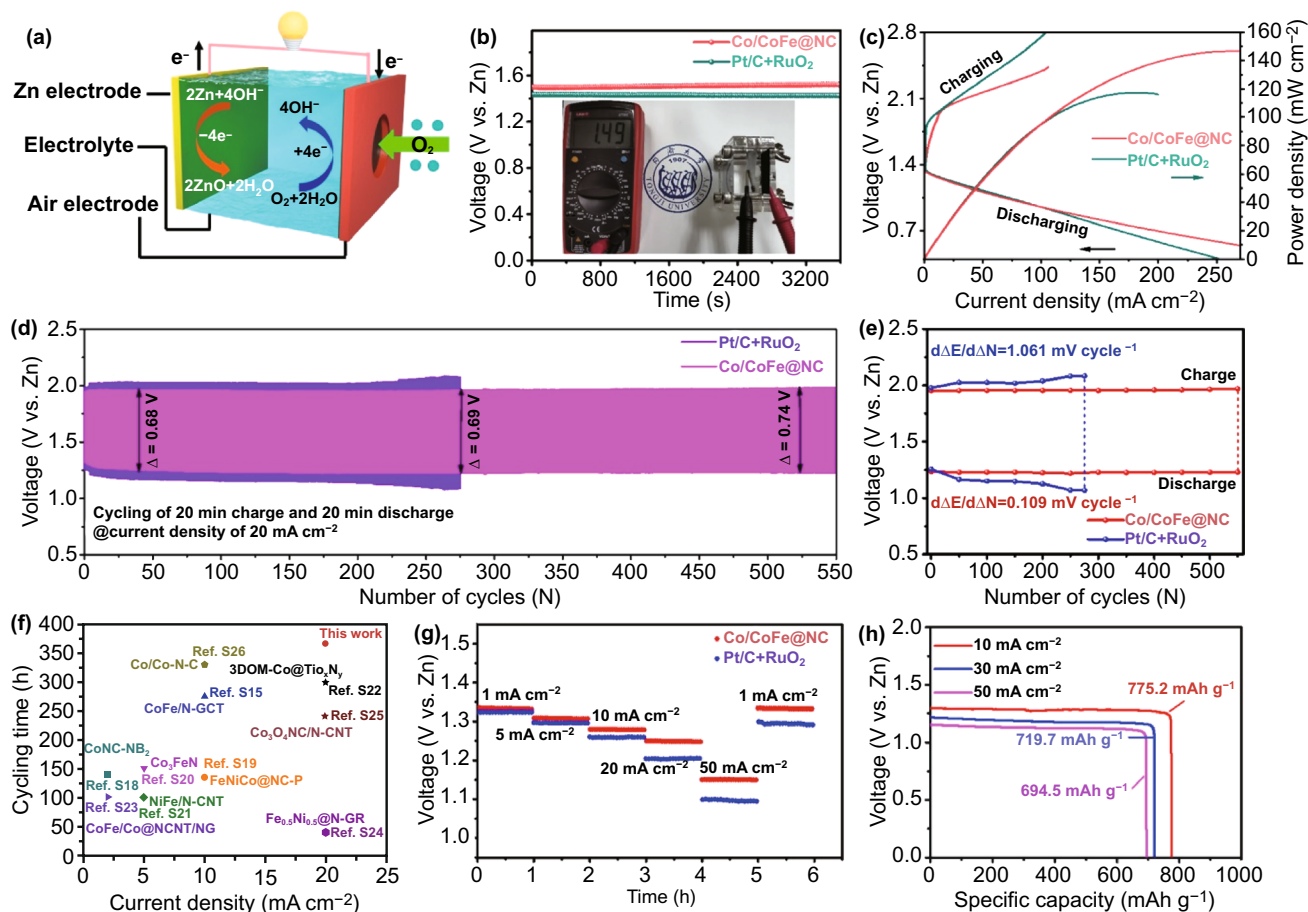 (a)
e⁻
e⁻
Zn electrode
2Zn+4OH⁻
4OH⁻
Electrolyte
−4e⁻
+4e⁻
O₂
2ZnO+2H₂O
O₂+2H₂O
Air electrode
(b)
Co/CoFe@NC
Pt/C+RuO₂
2.0
1.6
1.2
0.8
0.4
0.0
Voltage (V vs. Zn)
1.49
1907
TONGJI UNIVERSITY
0 800 1600 2400 3200
Time (s)
(c)
2.8
2.1
1.4
0.7
Voltage (V vs. Zn)
Charging
Co/CoFe@NC
Pt/C+RuO₂
Discharging
160
140
120
100
80
60
40
20
0
Power density (mW cm⁻²)
0 50 100 150 200 250
Current density (mA cm⁻²)
(d)
2.5
2.0
1.5
1.0
0.5
Voltage (V vs. Zn)
Pt/C+RuO₂
Co/CoFe@NC
Δ = 0.68 V
Δ = 0.69 V
Δ = 0.74 V
Cycling of 20 min charge and 20 min discharge
@current density of 20 mA cm⁻²
0 50 100 150 200 250 300 350 400 450 500 550
Number of cycles (N)
(e)
2.5
2.0
1.5
1.0
0.5
Voltage (V vs. Zn)
dΔE/dΔN=1.061 mV cycle ⁻¹
Charge
Discharge
dΔE/dΔN=0.109 mV cycle ⁻¹
Co/CoFe@NC
Pt/C+RuO₂
0 100 200 300 400 500
Number of cycles (N)
(f)
400
350
300
250
200
150
100
50
0
Cycling time (h)
This work
Ref. S26
Co/Co-N-C
3DOM-Co@TioₓNᵧ
Ref. S22
Ref. S15
CoFe/N-GCT
Ref. S25
Co₃O₄NC/N-CNT
CoNC-NB₂
Co₃FeN
Ref. S19
Ref. S18
Ref. S20
FeNiCo@NC-P
Ref. S23
NiFe/N-CNT
Ref. S21
CoFe/Co@NCNT/NG
Fe₀.₅Ni₀.₅@N-GR
Ref. S24
0 5 10 15 20 25
Current density (mA cm⁻²)
(g)
1.5
1.4
1.3
1.2
1.1
1.0
Voltage (V vs. Zn)
Co/CoFe@NC
Pt/C+RuO₂
1 mA cm⁻²
1 mA cm⁻²
10 mA cm⁻²
5 mA cm⁻²
20 mA cm⁻²
50 mA cm⁻²
0 1 2 3 4 5 6
Time (h)
(h)
2.0
1.5
1.0
0.5
0.0
Voltage (V vs. Zn)
10 mA cm⁻²
30 mA cm⁻²
50 mA cm⁻²
775.2 mAh g⁻¹
719.7 mAh g⁻¹
694.5 mAh g⁻¹
0 200 400 600 800 1000
Specific capacity (mAh g⁻¹)